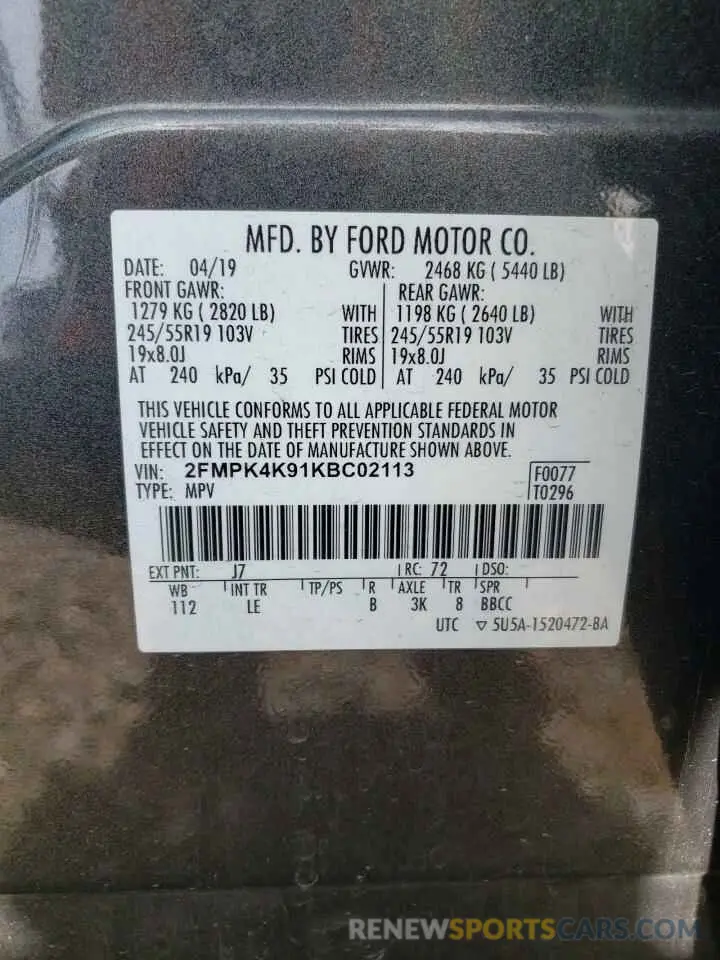 MFD. BY FORD MOTOR CO.
DATE: 04/19 GVWR: 2468 KG ( 5440 LB)
FRONT GAWR: REAR GAWR:
1279 KG ( 2820 LB) WITH 1198 KG ( 2640 LB) WITH
245/55R19 103V TIRES 245/55R19 103V TIRES
19x8.0J RIMS 19x8.0J RIMS
AT 240 kPa/ 35 PSI COLD AT 240 kPa/ 35 PSI COLD
THIS VEHICLE CONFORMS TO ALL APPLICABLE FEDERAL MOTOR
VEHICLE SAFETY AND THEFT PREVENTION STANDARDS IN
EFFECT ON THE DATE OF MANUFACTURE SHOWN ABOVE.
VIN: 2FMPK4K91KBC02113 F0077
TYPE: MPV T0296
EXT PNT: J7 RC: 72 DSO:
WB INT TR TP/PS R AXLE TR SPR
112 LE B 3K 8 BBCC
UTC ▽ 5U5A-1520472-BA
RENEWSPORTSCARS.COM